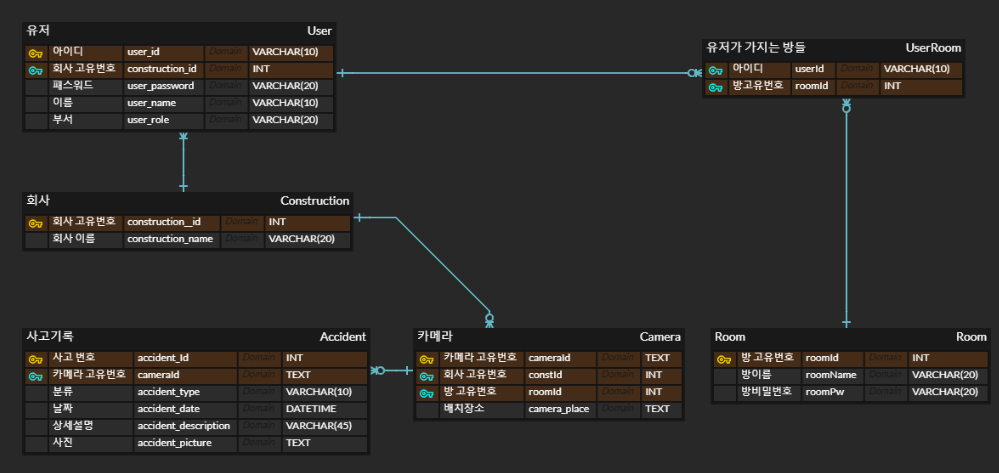 유저 User
아이디 user_id Domain VARCHAR(10)
회사 고유번호 construction_id Domain INT
패스워드 user_password Domain VARCHAR(20)
이름 user_name Domain VARCHAR(10)
부서 user_role Domain VARCHAR(20)
유저가 가지는 방들 UserRoom
아이디 userId Domain VARCHAR(10)
방고유번호 roomId Domain INT
회사 Construction
회사 고유번호 construction__id Domain INT
회사 이름 construction_name Domain VARCHAR(20)
사고기록 Accident
사고 번호 accident_Id Domain INT
카메라 고유번호 cameraId Domain TEXT
분류 accident_type Domain VARCHAR(10)
날짜 accident_date Domain DATETIME
상세설명 accident_description Domain VARCHAR(45)
사진 accident_picture Domain TEXT
카메라 Camera
카메라 고유번호 cameraId Domain TEXT
회사 고유번호 constId Domain INT
방 고유번호 roomId Domain INT
배치장소 camera_place Domain TEXT
Room Room
방 고유번호 roomId Domain INT
방이름 roomName Domain VARCHAR(20)
방비밀번호 roomPw Domain VARCHAR(20)